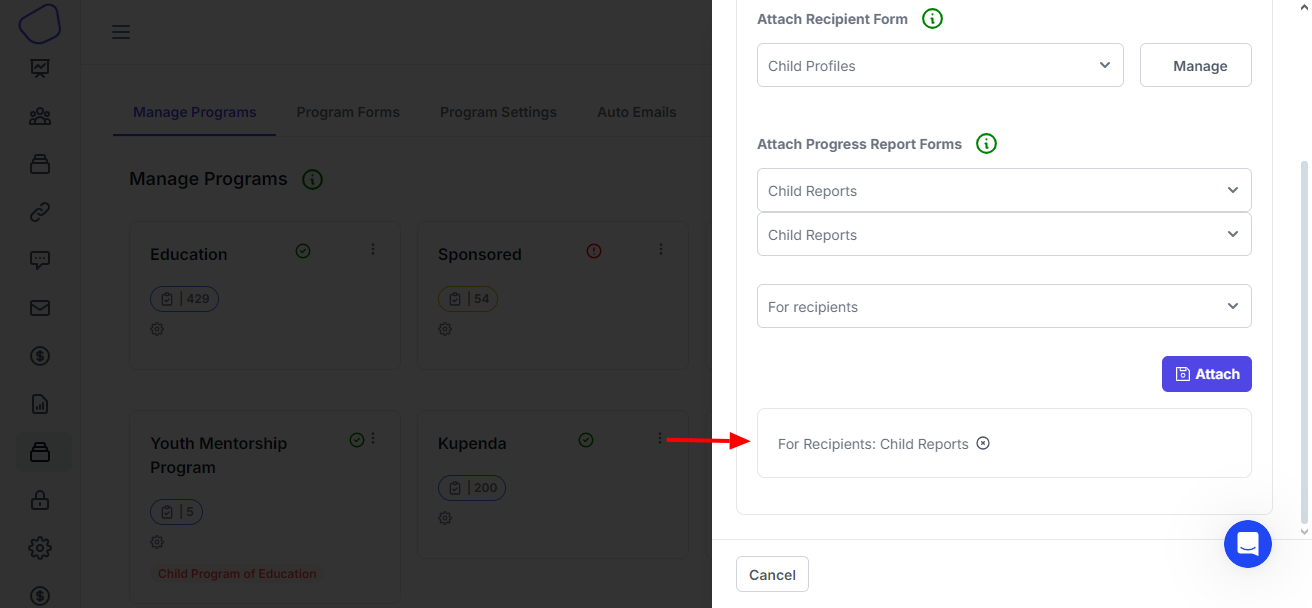 Manage Programs
Program Forms
Program Settings
Auto Emails
Manage Programs
Education
| 429
Sponsored
| 54
Youth Mentorship
Program
| 5
Child Program of Education
Kupenda
| 200
Attach Recipient Form
Child Profiles
Manage
Attach Progress Report Forms
Child Reports
Child Reports
For recipients
Attach
For Recipients: Child Reports
Cancel